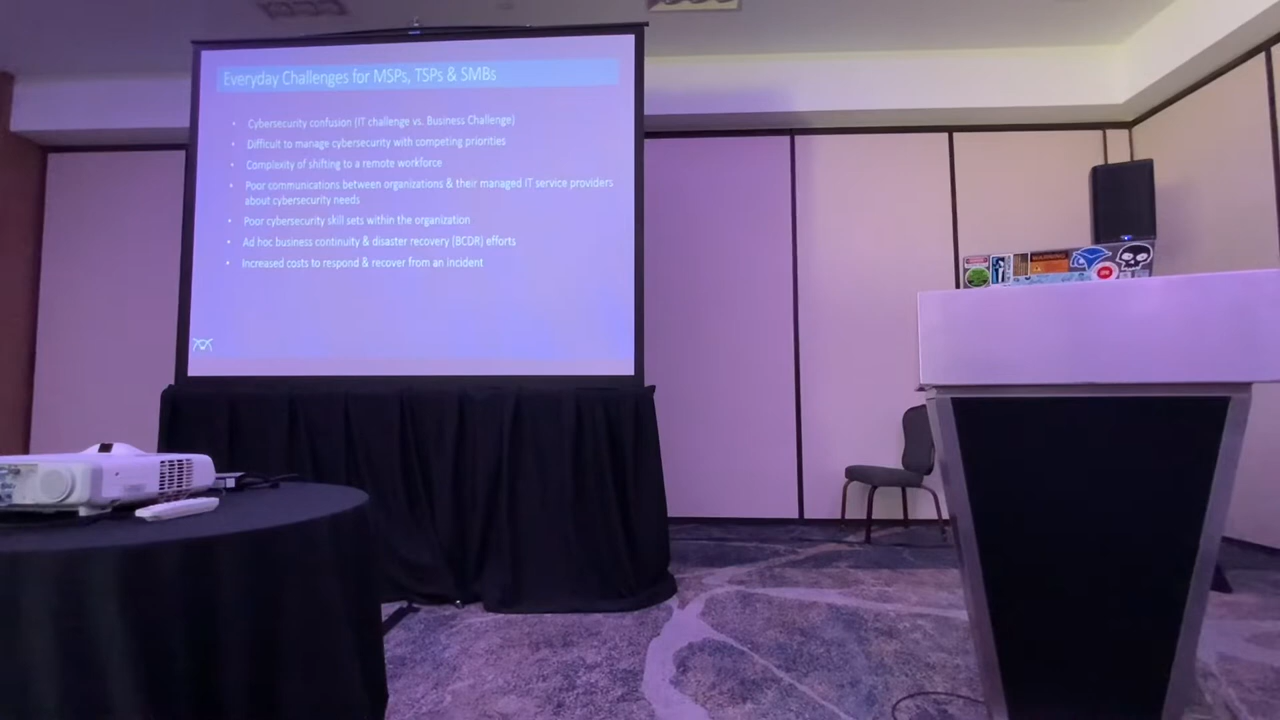 Everyday Challenges for MSPs, TSPs & SMBs
• Cybersecurity confusion (IT challenge vs. Business Challenge)
• Difficult to manage cybersecurity with competing priorities
• Complexity of shifting to a remote workforce
• Poor communications between organizations & their managed IT service providers
about cybersecurity needs
• Poor cybersecurity skill sets within the organization
• Ad hoc business continuity & disaster recovery (BCDR) efforts
• Increased costs to respond & recover from an incident
WARNING